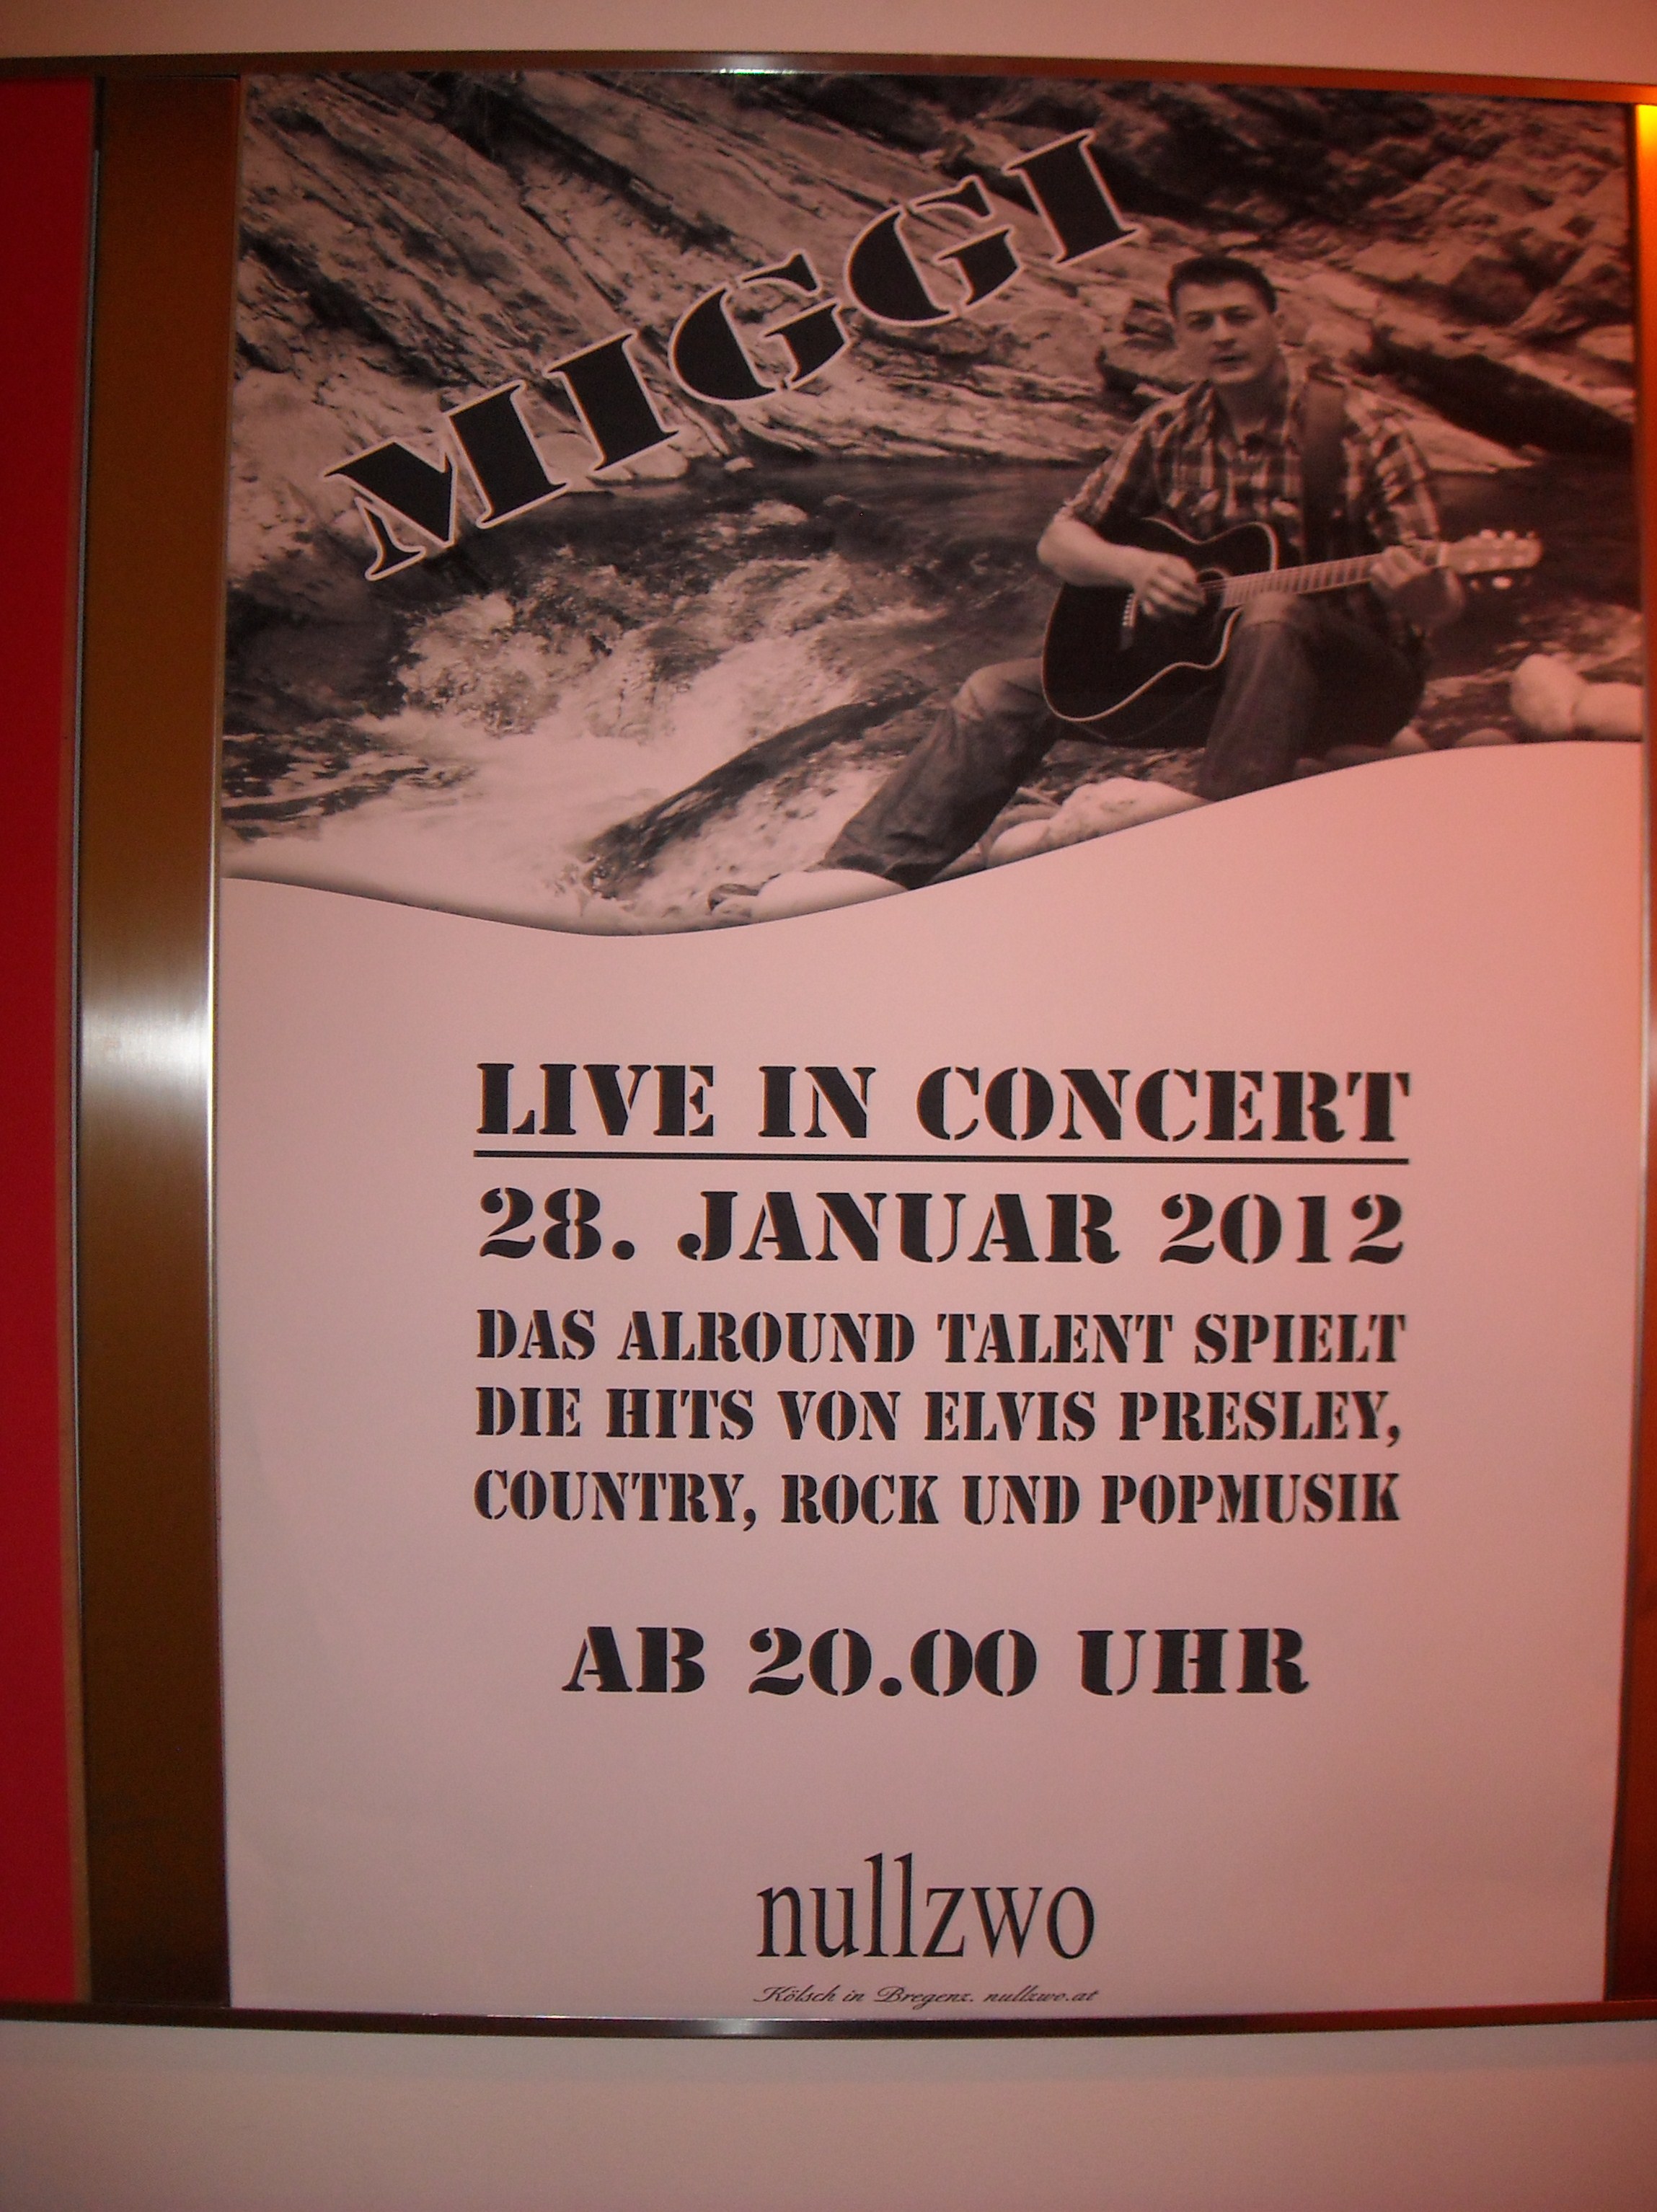 MIGGI
LIVE IN CONCERT
28. JANUAR 2012
DAS ALROUND TALENT SPIELT
DIE HITS VON ELVIS PRESLEY,
COUNTRY, ROCK UND POPMUSIK
AB 20.00 UHR
nullzwo
Kölsch in Bregenz. nullzwo.at